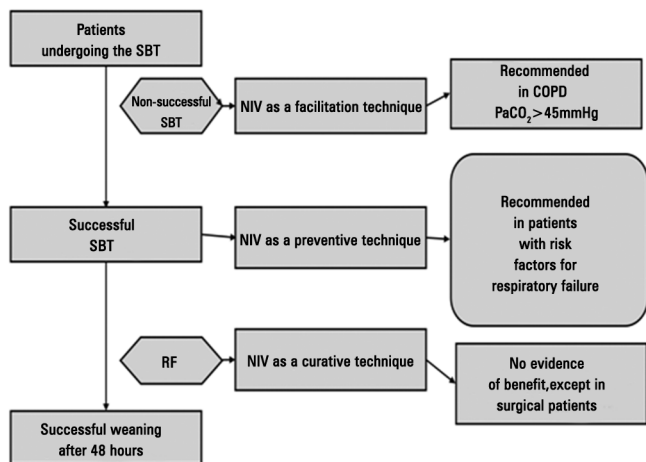 Patients
undergoing the SBT
Non-successful
SBT
NIV as a facilitation technique
Recommended
in COPD
PaCO₂>45mmHg
Successful
SBT
NIV as a preventive technique
Recommended
in patients
with risk
factors for
respiratory failure
RF
NIV as a curative technique
No evidence
of benefit,except in
surgical patients
Successful weaning
after 48 hours